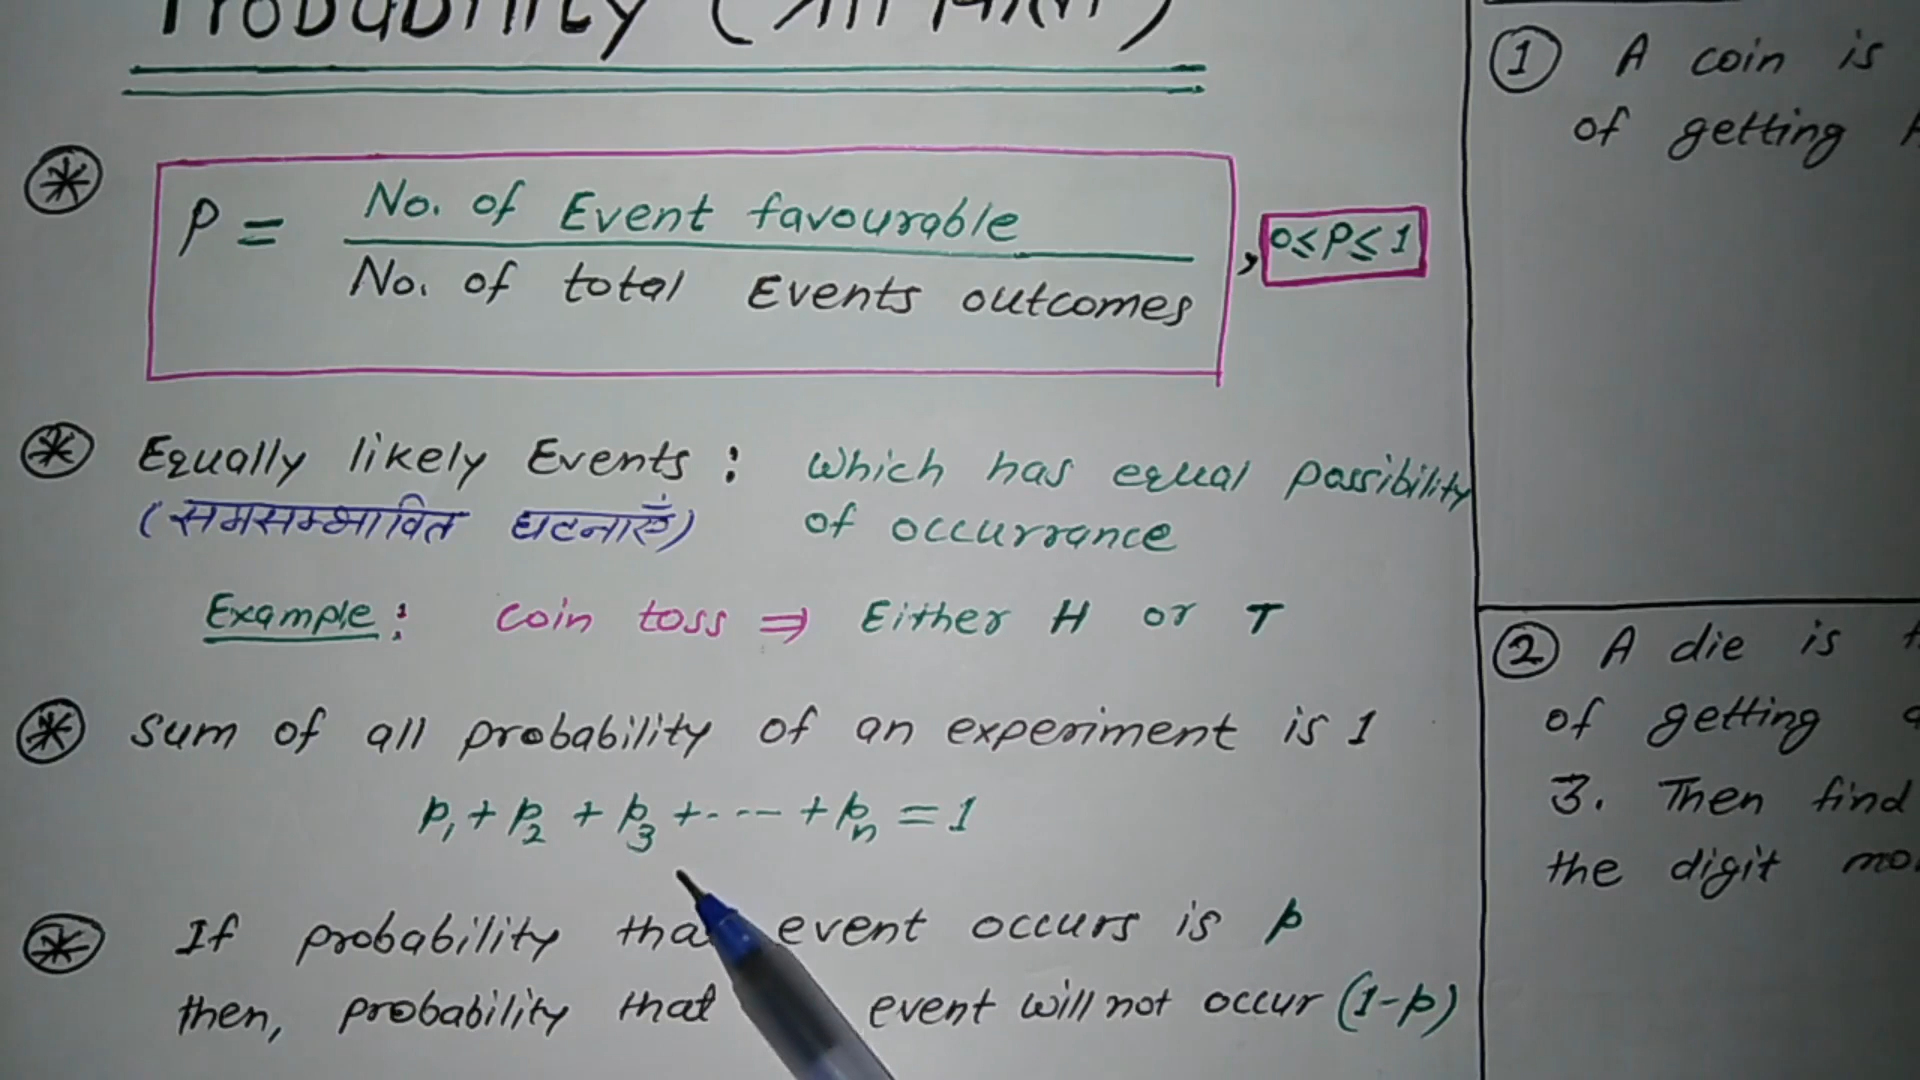 Probability (
P = No. of Event favourable
No. of total Events outcomes
, 0≤P≤1
Equally likely Events : which has equal possibility
(समसम्भावित घटनाएँ) of occurrance
Example : coin toss ⇒ Either H or T
Sum of all probability of an experiment is 1
p₁ + p₂ + p₃ +---- + pₙ = 1
If probability tha event occurs is p
then, probability that event will not occur (1-p)
① A coin is
of getting
② A die is
of getting
3. Then find
the digit